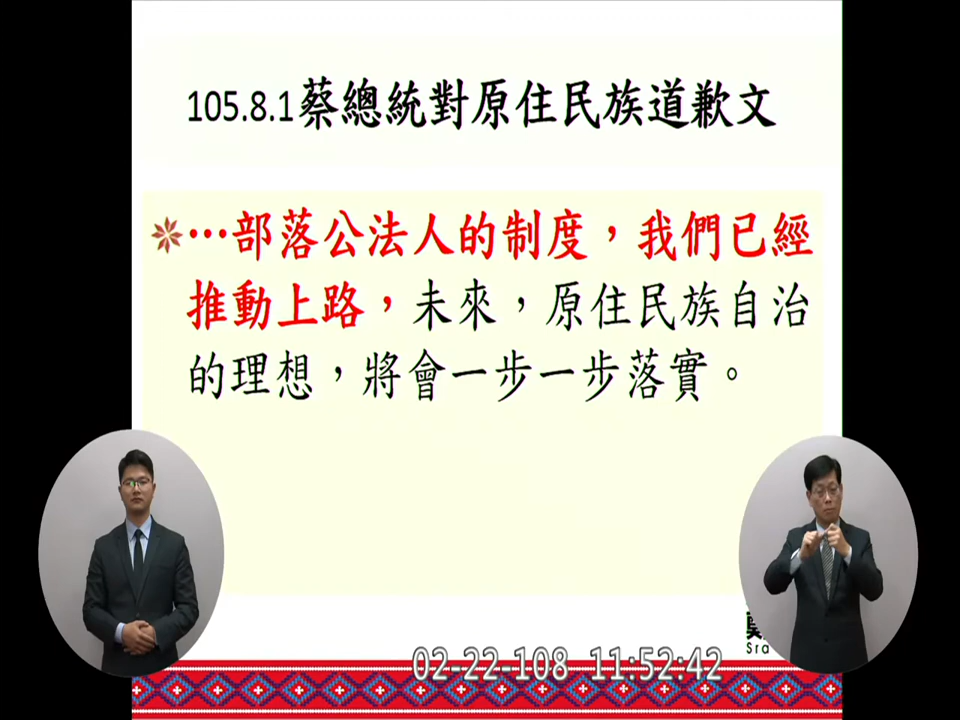 105.8.1蔡總統對原住民族道歉文
…部落公法人的制度，我們已經
推動上路，未來，原住民族自治
的理想，將會一步一步落實。
Sra
02-22-108 11:52:42